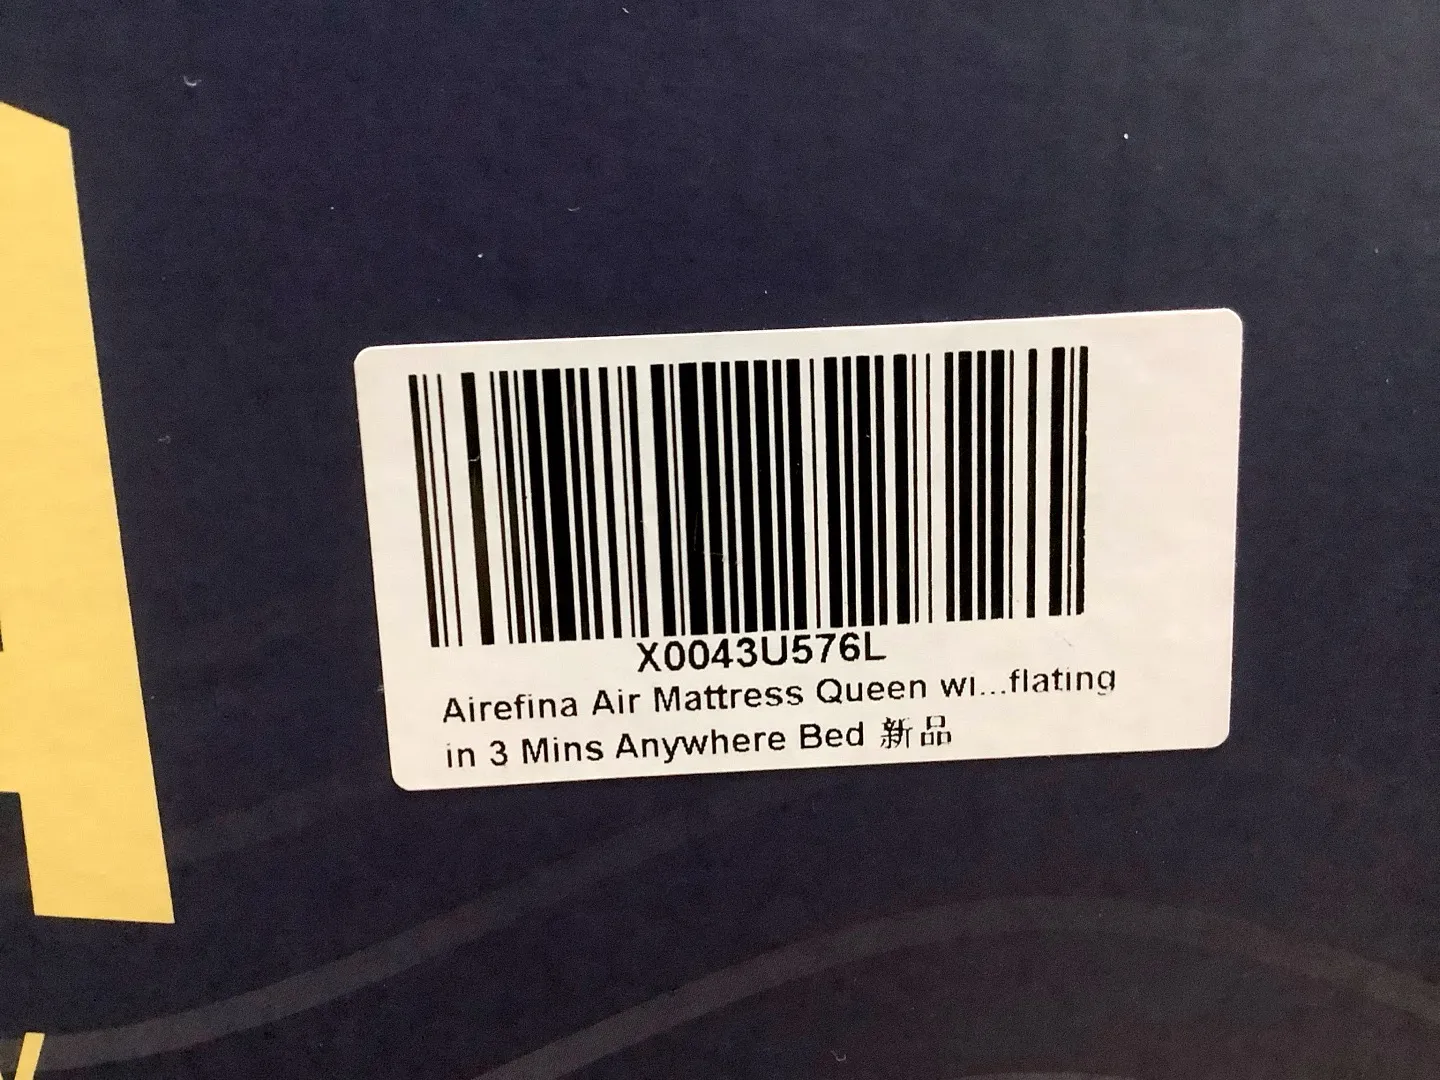 A
X0043U576L
Airefina Air Mattress Queen wi...flating
in 3 Mins Anywhere Bed 新品